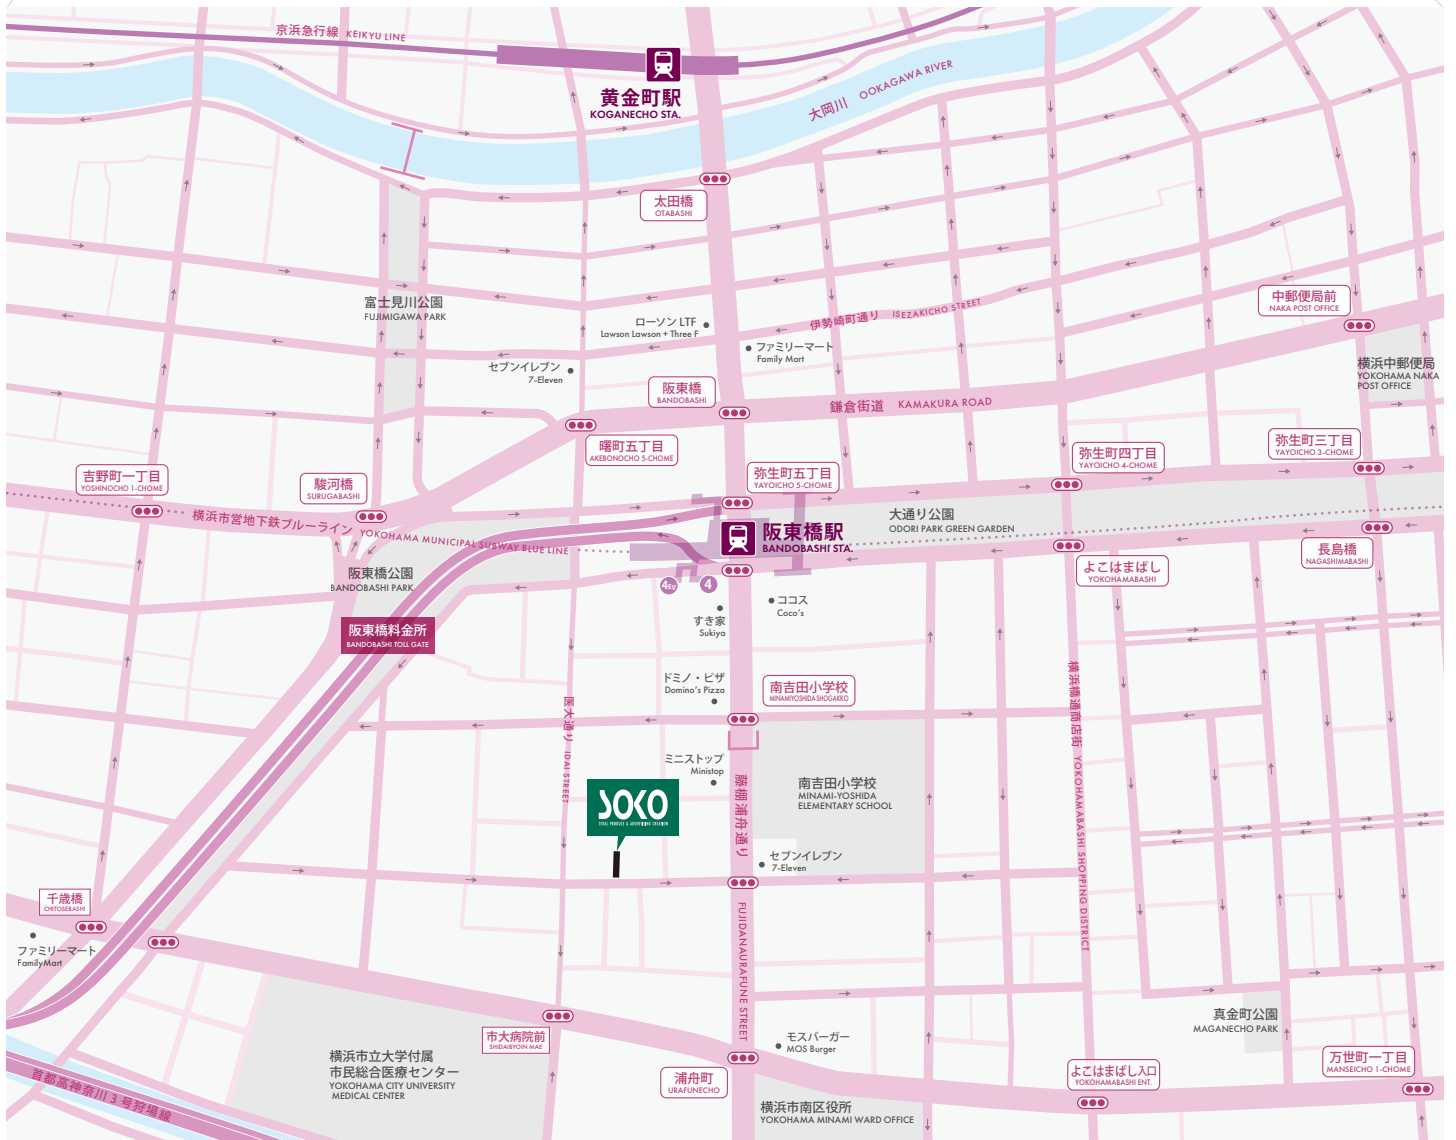 京浜急行線 KEIKYU LINE
黄金町駅
KOGANECHO STA.
大岡川 OOKAGAWA RIVER
太田橋
OTABASHI
富士見川公園
FUJIMIGAWA PARK
ローソン LTF
Lawson Lawson + Three F
伊勢崎町通り ISEZAKICHO STREET
中郵便局前
NAKA POST OFFICE
ファミリーマート
Family Mart
セブンイレブン
7-Eleven
横浜中郵便局
YOKOHAMA NAKA
POST OFFICE
阪東橋
BANDOBASHI
鎌倉街道 KAMAKURA ROAD
曙町五丁目
AKEBONOCHO 5-CHOME
弥生町四丁目
YAYOICHO 4-CHOME
弥生町三丁目
YAYOICHO 3-CHOME
吉野町一丁目
YOSHINOCHO 1-CHOME
駿河橋
SURUGABASHI
弥生町五丁目
YAYOICHO 5-CHOME
横浜市営地下鉄ブルーライン YOKOHAMA MUNICIPAL SUBWAY BLUE LINE
大通り公園
ODORI PARK GREEN GARDEN
阪東橋駅
BANDOBASHI STA.
長島橋
NAGASHIMABASHI
よこはまばし
YOKOHAMABASHI
阪東橋公園
BANDOBASHI PARK
4EV
4
ココス
Coco's
すき家
Sukiya
阪東橋料金所
BANDOBASHI TOLL GATE
ドミノ・ピザ
Domino's Pizza
南吉田小学校
MINAMIYOSHIDA SHOGAKKO
医大通り IDAI STREET
横浜橋通商店街 YOKOHAMABASHI SHOPPING DISTRICT
ミニストップ
Ministop
南吉田小学校
MINAMI-YOSHIDA
ELEMENTARY SCHOOL
SOKO
TOTAL PRODUCE & ADVERTISING CREATION
藤棚浦舟通り FUJIDANAURAFUNE STREET
セブンイレブン
7-Eleven
千歳橋
CHITOSEBASHI
ファミリーマート
FamilyMart
市大病院前
SHIDAIBYOIN MAE
真金町公園
MAGANECHO PARK
モスバーガー
MOS Burger
横浜市立大学付属
市民総合医療センター
YOKOHAMA CITY UNIVERSITY
MEDICAL CENTER
浦舟町
URAFUNECHO
よこはまばし入口
YOKOHAMABASHI ENT.
万世町一丁目
MANSEICHO 1-CHOME
首都高神奈川3号狩場線
横浜市南区役所
YOKOHAMA MINAMI WARD OFFICE